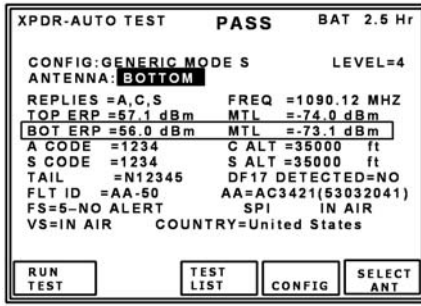 XPDR-AUTO TEST PASS BAT 2.5 Hr
CONFIG:GENERIC MODE S LEVEL=4
ANTENNA: BOTTOM
REPLIES =A,C,S FREQ =1090.12 MHZ
TOP ERP =57.1 dBm MTL =-74.0 dBm
BOT ERP =56.0 dBm MTL =-73.1 dBm
A CODE =1234 C ALT =35000 ft
S CODE =1234 S ALT =35000 ft
TAIL =N12345 DF17 DETECTED=NO
FLT ID =AA-50 AA=AC3421(53032041)
FS=5–NO ALERT SPI IN AIR
VS=IN AIR COUNTRY=United States
RUN TEST
TEST LIST
CONFIG
SELECT ANT